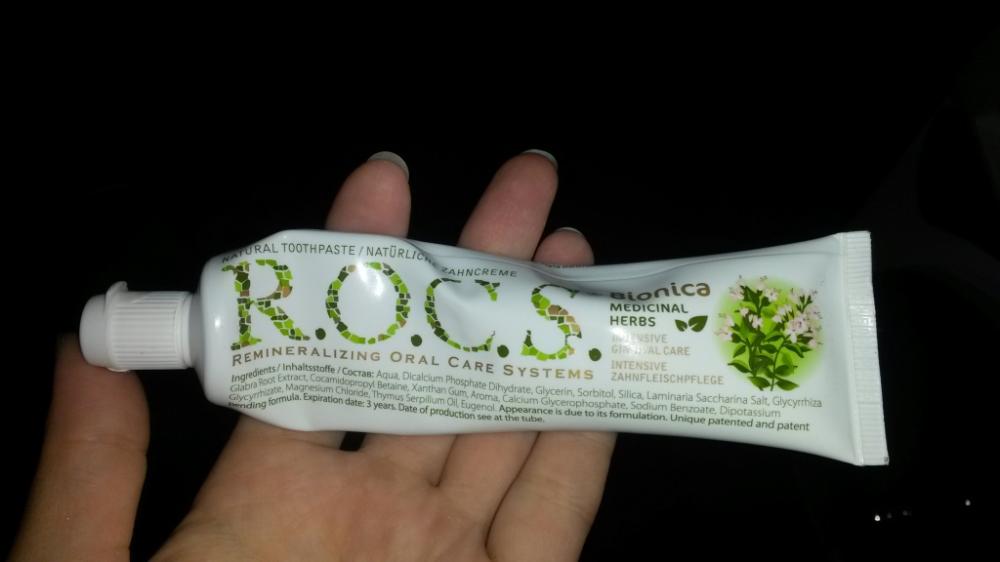 NATURAL TOOTHPASTE / NATÜRLICHE ZAHNCREME
R.O.C.S.
REMINERALIZING ORAL CARE SYSTEMS
Bionica
MEDICINAL
HERBS
INTENSIVE
GINGIVAL CARE
INTENSIVE
ZAHNFLEISCHPFLEGE
Ingredients / Inhaltsstoffe / Состав: Aqua, Dicalcium Phosphate Dihydrate, Glycerin, Sorbitol, Silica, Laminaria Saccharina Salt, Glycyrrhiza
Glabra Root Extract, Cocamidopropyl Betaine, Xanthan Gum, Aroma, Calcium Glycerophosphate, Sodium Benzoate, Dipotassium
Glycyrrhizate, Magnesium Chloride, Thymus Serpillum Oil, Eugenol. Appearance is due to its formulation. Unique patented and patent
pending formula. Expiration date: 3 years. Date of production see at the tube.